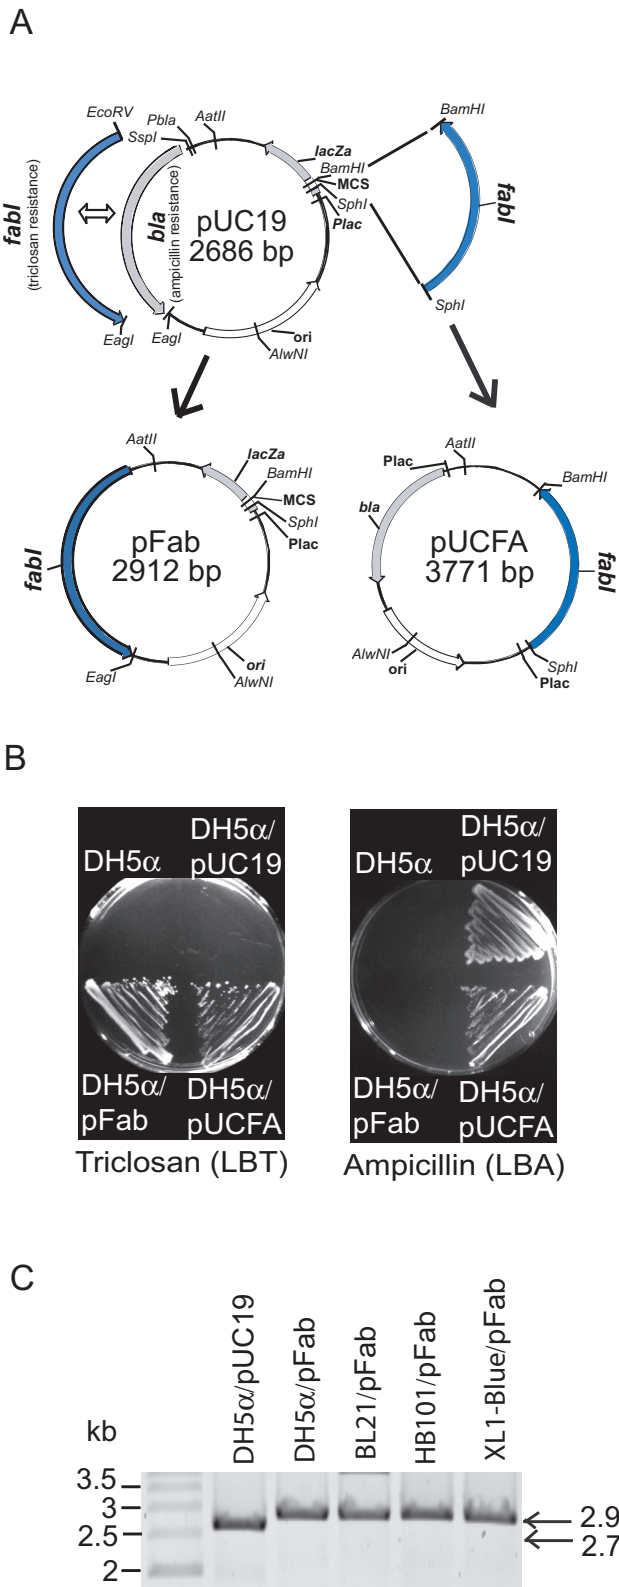 A
EcoRV
SspI
Pbla
AatII
lacZa
BamHI
MCS
SphI
Plac
fabI
(triclosan resistance)
bla
(ampicillin resistance)
pUC19
2686 bp
EagI
EagI
ori
AlwNI
BamHI
fabI
SphI
AatII
lacZa
BamHI
MCS
SphI
Plac
fabI
pFab
2912 bp
EagI
ori
AlwNI
Plac
AatII
BamHI
bla
pUCFA
3771 bp
fabI
AlwNI
ori
SphI
Plac
B
DH5α
DH5α/
pUC19
DH5α/
pFab
DH5α/
pUCFA
Triclosan (LBT)
DH5α
DH5α/
pUC19
DH5α/
pFab
DH5α/
pUCFA
Ampicillin (LBA)
C
DH5α/pUC19
DH5α/pFab
BL21/pFab
HB101/pFab
XL1-Blue/pFab
kb
3.5
3
2.5
2
2.9
2.7